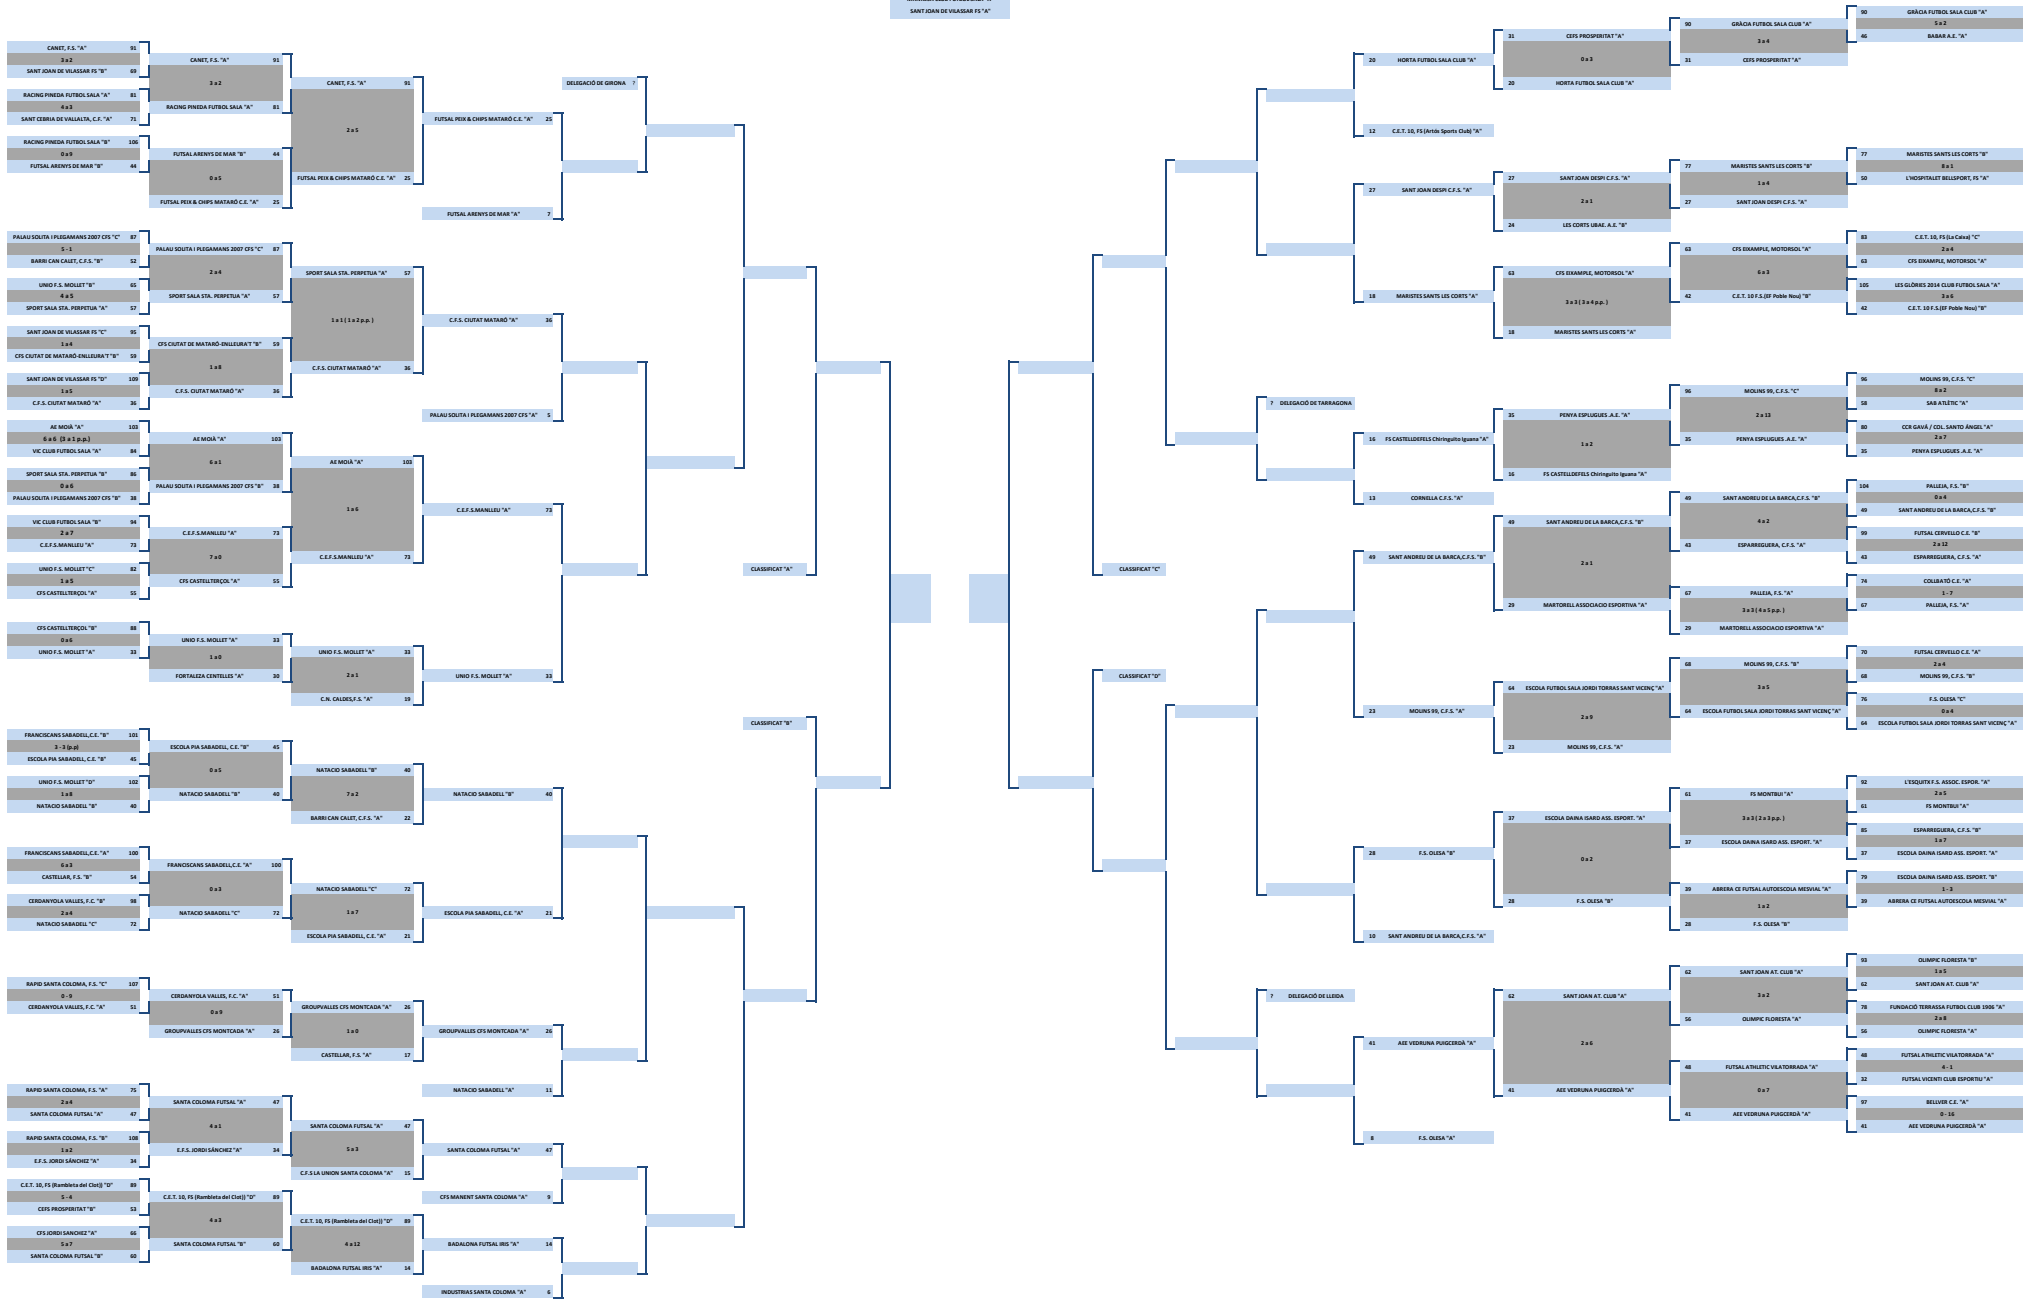 SANT JOAN DE VILASSAR FS "A"
CANET, F.S. "A" 91
3 a 2
SANT JOAN DE VILASSAR FS "B" 69
RACING PINEDA FUTBOL SALA "A" 81
4 a 3
SANT CEBRIA DE VALLALTA, C.F. "A" 71
RACING PINEDA FUTBOL SALA "B" 106
0 a 9
FUTSAL ARENYS DE MAR "B" 44
PALAU SOLITA I PLEGAMANS 2007 CFS "C" 87
5 - 1
BARRI CAN CALET, C.F.S. "B" 52
UNIO F.S. MOLLET "B" 65
4 a 5
SPORT SALA STA. PERPETUA "A" 57
SANT JOAN DE VILASSAR FS "C" 95
1 a 4
CFS CIUTAT DE MATARÓ-ENLLEURA'T "B" 59
SANT JOAN DE VILASSAR FS "D" 109
1 a 5
C.F.S. CIUTAT MATARÓ "A" 36
AE MOIÀ "A" 103
6 a 6 (3 a 1 p.p.)
VIC CLUB FUTBOL SALA "A" 84
SPORT SALA STA. PERPETUA "B" 86
0 a 6
PALAU SOLITA I PLEGAMANS 2007 CFS "B" 38
VIC CLUB FUTBOL SALA "B" 94
2 a 7
C.E.F.S.MANLLEU "A" 73
UNIO F.S. MOLLET "C" 82
1 a 5
CFS CASTELLTERÇOL "A" 55
CFS CASTELLTERÇOL "B" 88
0 a 6
UNIO F.S. MOLLET "A" 33
FRANCISCANS SABADELL,C.E. "B" 101
3 - 3 (p.p)
ESCOLA PIA SABADELL, C.E. "B" 45
UNIO F.S. MOLLET "D" 102
1 a 8
NATACIO SABADELL "B" 40
FRANCISCANS SABADELL,C.E. "A" 100
6 a 3
CASTELLAR, F.S. "B" 54
CERDANYOLA VALLES, F.C. "B" 98
2 a 4
NATACIO SABADELL "C" 72
RAPID SANTA COLOMA, F.S. "C" 107
0 - 9
CERDANYOLA VALLES, F.C. "A" 51
RAPID SANTA COLOMA, F.S. "A" 75
2 a 4
SANTA COLOMA FUTSAL "A" 47
RAPID SANTA COLOMA, F.S. "B" 108
1 a 2
E.F.S. JORDI SÁNCHEZ "A" 34
C.E.T. 10, FS (Rambleta del Clot)) "D" 89
5 - 4
CEFS PROSPERITAT "B" 53
CFS JORDI SANCHEZ "A" 66
5 a 7
SANTA COLOMA FUTSAL "B" 60
CANET, F.S. "A" 91
3 a 2
RACING PINEDA FUTBOL SALA "A" 81
FUTSAL ARENYS DE MAR "B" 44
0 a 5
FUTSAL PEIX & CHIPS MATARÓ C.E. "A" 25
PALAU SOLITA I PLEGAMANS 2007 CFS "C" 87
2 a 4
SPORT SALA STA. PERPETUA "A" 57
CFS CIUTAT DE MATARÓ-ENLLEURA'T "B" 59
1 a 8
C.F.S. CIUTAT MATARÓ "A" 36
AE MOIÀ "A" 103
6 a 1
PALAU SOLITA I PLEGAMANS 2007 CFS "B" 38
C.E.F.S.MANLLEU "A" 73
7 a 0
CFS CASTELLTERÇOL "A" 55
UNIO F.S. MOLLET "A" 33
1 a 0
FORTALEZA CENTELLES "A" 30
ESCOLA PIA SABADELL, C.E. "B" 45
0 a 5
NATACIO SABADELL "B" 40
FRANCISCANS SABADELL,C.E. "A" 100
0 a 3
NATACIO SABADELL "C" 72
CERDANYOLA VALLES, F.C. "A" 51
0 a 9
GROUPVALLES CFS MONTCADA "A" 26
SANTA COLOMA FUTSAL "A" 47
4 a 1
E.F.S. JORDI SÁNCHEZ "A" 34
C.E.T. 10, FS (Rambleta del Clot)) "D" 89
4 a 3
SANTA COLOMA FUTSAL "B" 60
CANET, F.S. "A" 91
2 a 5
FUTSAL PEIX & CHIPS MATARÓ C.E. "A" 25
SPORT SALA STA. PERPETUA "A" 57
1 a 1 ( 1 a 2 p.p. )
C.F.S. CIUTAT MATARÓ "A" 36
AE MOIÀ "A" 103
1 a 6
C.E.F.S.MANLLEU "A" 73
UNIO F.S. MOLLET "A" 33
2 a 1
C.N. CALDES,F.S. "A" 19
NATACIO SABADELL "B" 40
7 a 2
BARRI CAN CALET, C.F.S. "A" 22
NATACIO SABADELL "C" 72
1 a 7
ESCOLA PIA SABADELL, C.E. "A" 21
GROUPVALLES CFS MONTCADA "A" 26
1 a 0
CASTELLAR, F.S. "A" 17
SANTA COLOMA FUTSAL "A" 47
5 a 3
C.F.S LA UNION SANTA COLOMA "A" 15
C.E.T. 10, FS (Rambleta del Clot)) "D" 89
4 a 12
BADALONA FUTSAL IRIS "A" 14
FUTSAL PEIX & CHIPS MATARÓ C.E. "A" 25
FUTSAL ARENYS DE MAR "A" 7
C.F.S. CIUTAT MATARÓ "A" 36
PALAU SOLITA I PLEGAMANS 2007 CFS "A" 5
C.E.F.S.MANLLEU "A" 73
UNIO F.S. MOLLET "A" 33
NATACIO SABADELL "B" 40
ESCOLA PIA SABADELL, C.E. "A" 21
GROUPVALLES CFS MONTCADA "A" 26
NATACIO SABADELL "A" 11
SANTA COLOMA FUTSAL "A" 47
CFS MANENT SANTA COLOMA "A" 9
BADALONA FUTSAL IRIS "A" 14
INDUSTRIAS SANTA COLOMA "A" 6
DELEGACIÓ DE GIRONA ?
CLASSIFICAT "A"
CLASSIFICAT "B"
CLASSIFICAT "C"
CLASSIFICAT "D"
? DELEGACIÓ DE TARRAGONA
? DELEGACIÓ DE LLEIDA
20 HORTA FUTBOL SALA CLUB "A"
12 C.E.T. 10, FS (Artós Sports Club) "A"
27 SANT JOAN DESPI C.F.S. "A"
18 MARISTES SANTS LES CORTS "A"
16 FS CASTELLDEFELS Chiringuito Iguana "A"
13 CORNELLA C.F.S. "A"
49 SANT ANDREU DE LA BARCA,C.F.S. "B"
23 MOLINS 99, C.F.S. "A"
28 F.S. OLESA "B"
10 SANT ANDREU DE LA BARCA,C.F.S. "A"
41 AEE VEDRUNA PUIGCERDÀ "A"
8 F.S. OLESA "A"
31 CEFS PROSPERITAT "A"
0 a 3
20 HORTA FUTBOL SALA CLUB "A"
27 SANT JOAN DESPI C.F.S. "A"
2 a 1
24 LES CORTS UBAE. A.E. "B"
63 CFS EIXAMPLE, MOTORSOL "A"
3 a 3 ( 3 a 4 p.p. )
18 MARISTES SANTS LES CORTS "A"
35 PENYA ESPLUGUES .A.E. "A"
1 a 2
16 FS CASTELLDEFELS Chiringuito Iguana "A"
49 SANT ANDREU DE LA BARCA,C.F.S. "B"
2 a 1
29 MARTORELL ASSOCIACIO ESPORTIVA "A"
64 ESCOLA FUTBOL SALA JORDI TORRAS SANT VICENÇ "A"
2 a 9
23 MOLINS 99, C.F.S. "A"
37 ESCOLA DAINA ISARD ASS. ESPORT. "A"
0 a 2
28 F.S. OLESA "B"
62 SANT JOAN AT. CLUB "A"
2 a 6
41 AEE VEDRUNA PUIGCERDÀ "A"
90 GRÀCIA FUTBOL SALA CLUB "A"
3 a 4
31 CEFS PROSPERITAT "A"
77 MARISTES SANTS LES CORTS "B"
1 a 4
27 SANT JOAN DESPI C.F.S. "A"
63 CFS EIXAMPLE, MOTORSOL "A"
6 a 3
42 C.E.T. 10 F.S.(EF Poble Nou) "B"
96 MOLINS 99, C.F.S. "C"
2 a 13
35 PENYA ESPLUGUES .A.E. "A"
49 SANT ANDREU DE LA BARCA,C.F.S. "B"
4 a 2
43 ESPARREGUERA, C.F.S. "A"
67 PALLEJA, F.S. "A"
3 a 3 ( 4 a 5 p.p. )
29 MARTORELL ASSOCIACIO ESPORTIVA "A"
68 MOLINS 99, C.F.S. "B"
3 a 5
64 ESCOLA FUTBOL SALA JORDI TORRAS SANT VICENÇ "A"
61 FS MONTBUI "A"
3 a 3 ( 2 a 3 p.p. )
37 ESCOLA DAINA ISARD ASS. ESPORT. "A"
39 ABRERA CE FUTSAL AUTOESCOLA MESVIAL "A"
1 a 2
28 F.S. OLESA "B"
62 SANT JOAN AT. CLUB "A"
3 a 2
56 OLIMPIC FLORESTA "A"
48 FUTSAL ATHLETIC VILATORRADA "A"
0 a 7
41 AEE VEDRUNA PUIGCERDÀ "A"
90 GRÀCIA FUTBOL SALA CLUB "A"
5 a 2
46 BABAR A.E. "A"
77 MARISTES SANTS LES CORTS "B"
8 a 1
50 L'HOSPITALET BELLSPORT, FS "A"
83 C.E.T. 10, FS (La Caixa) "C"
2 a 4
63 CFS EIXAMPLE, MOTORSOL "A"
105 LES GLÒRIES 2014 CLUB FUTBOL SALA "A"
3 a 6
42 C.E.T. 10 F.S.(EF Poble Nou) "B"
96 MOLINS 99, C.F.S. "C"
8 a 2
58 SAB ATLÈTIC "A"
80 CCR GAVÀ / COL. SANTO ÁNGEL "A"
2 a 7
35 PENYA ESPLUGUES .A.E. "A"
104 PALLEJA, F.S. "B"
0 a 4
49 SANT ANDREU DE LA BARCA,C.F.S. "B"
99 FUTSAL CERVELLO C.E. "B"
2 a 12
43 ESPARREGUERA, C.F.S. "A"
74 COLLBATÓ C.E. "A"
1 - 7
67 PALLEJA, F.S. "A"
70 FUTSAL CERVELLO C.E. "A"
2 a 4
68 MOLINS 99, C.F.S. "B"
76 F.S. OLESA "C"
0 a 4
64 ESCOLA FUTBOL SALA JORDI TORRAS SANT VICENÇ "A"
92 L'ESQUITX F.S. ASSOC. ESPOR. "A"
2 a 5
61 FS MONTBUI "A"
85 ESPARREGUERA, C.F.S. "B"
1 a 7
37 ESCOLA DAINA ISARD ASS. ESPORT. "A"
79 ESCOLA DAINA ISARD ASS. ESPORT. "B"
1 - 3
39 ABRERA CE FUTSAL AUTOESCOLA MESVIAL "A"
93 OLIMPIC FLORESTA "B"
1 a 5
62 SANT JOAN AT. CLUB "A"
78 FUNDACIÓ TERRASSA FUTBOL CLUB 1906 "A"
2 a 8
56 OLIMPIC FLORESTA "A"
48 FUTSAL ATHLETIC VILATORRADA "A"
4 - 1
32 FUTSAL VICENTI CLUB ESPORTIU "A"
97 BELLVER C.E. "A"
0 - 16
41 AEE VEDRUNA PUIGCERDÀ "A"